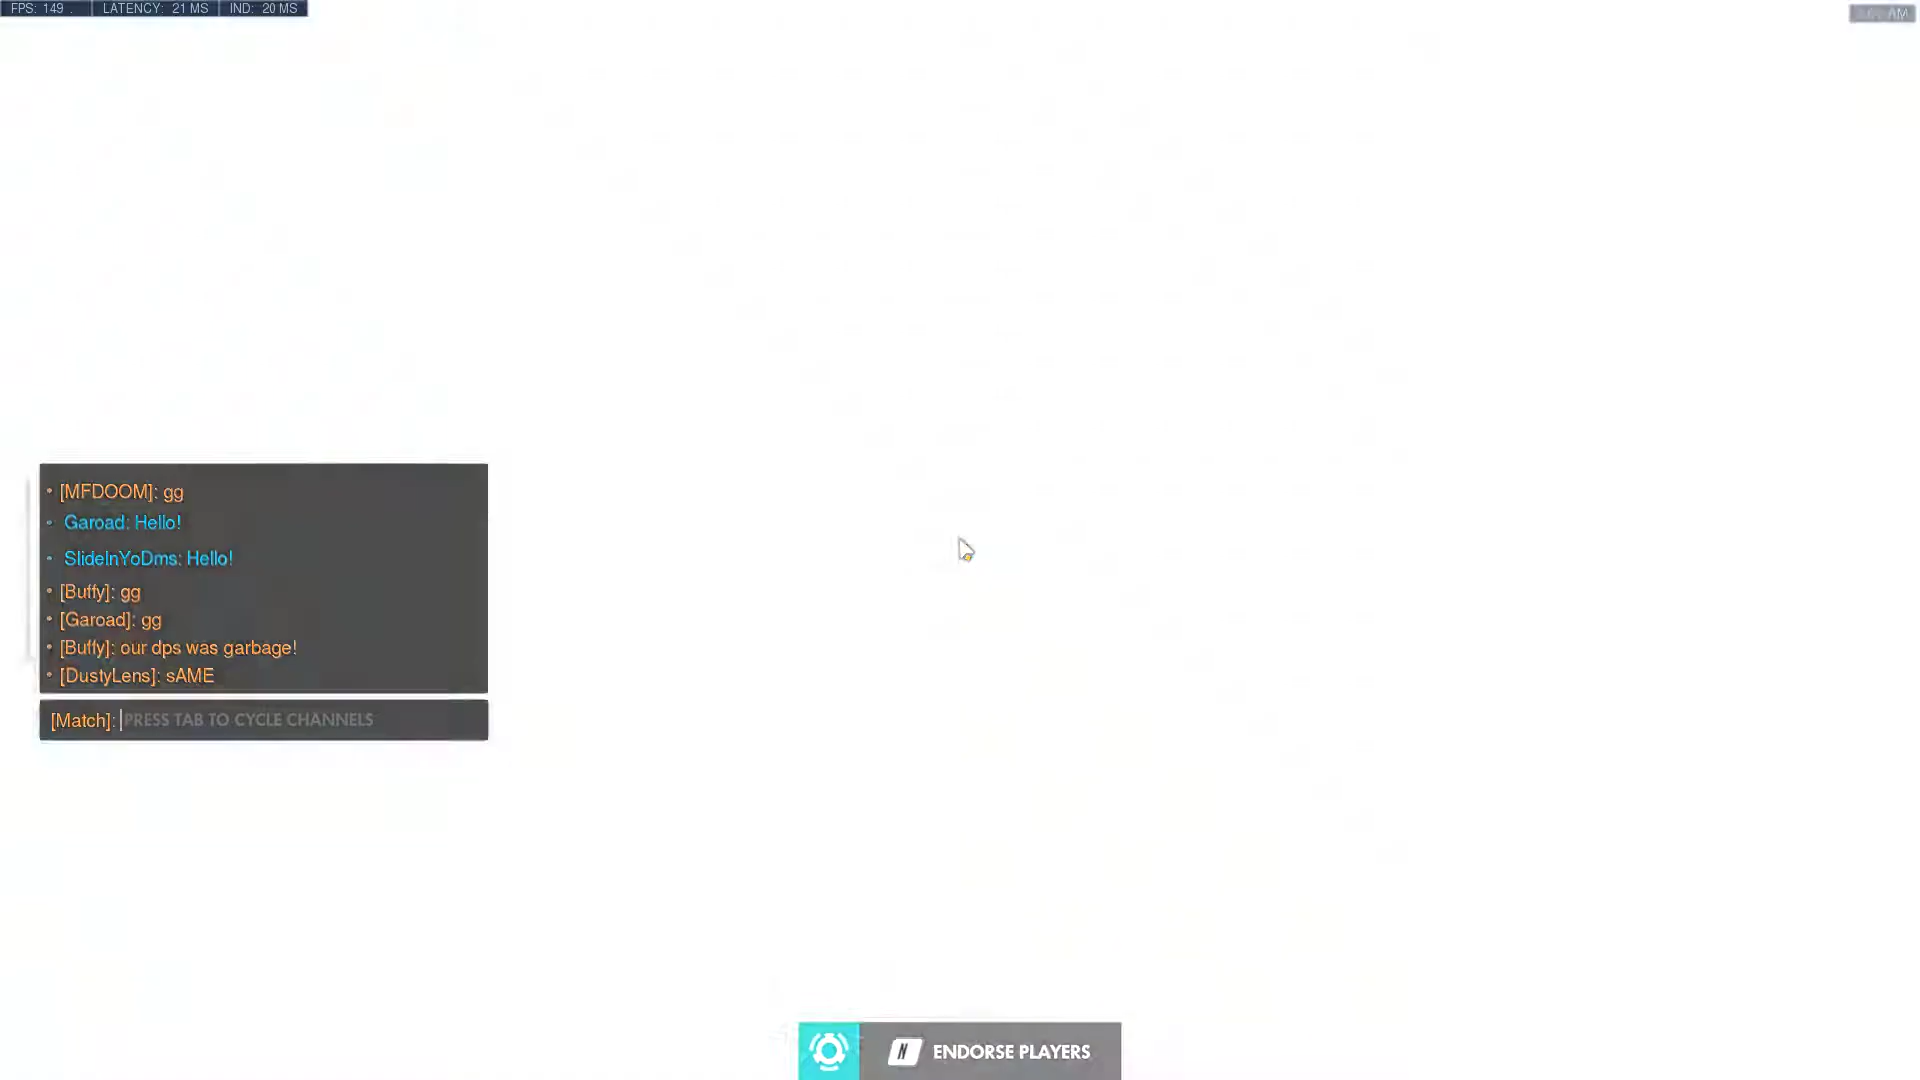 FPS: 149 LATENCY: 21 MS IND: 20 MS
AM
[MFDOOM]: gg
Garoad: Hello!
SlideInYoDms: Hello!
[Buffy]: gg
[Garoad]: gg
[Buffy]: our dps was garbage!
[DustyLens]: sAME
[Match]: PRESS TAB TO CYCLE CHANNELS
N ENDORSE PLAYERS